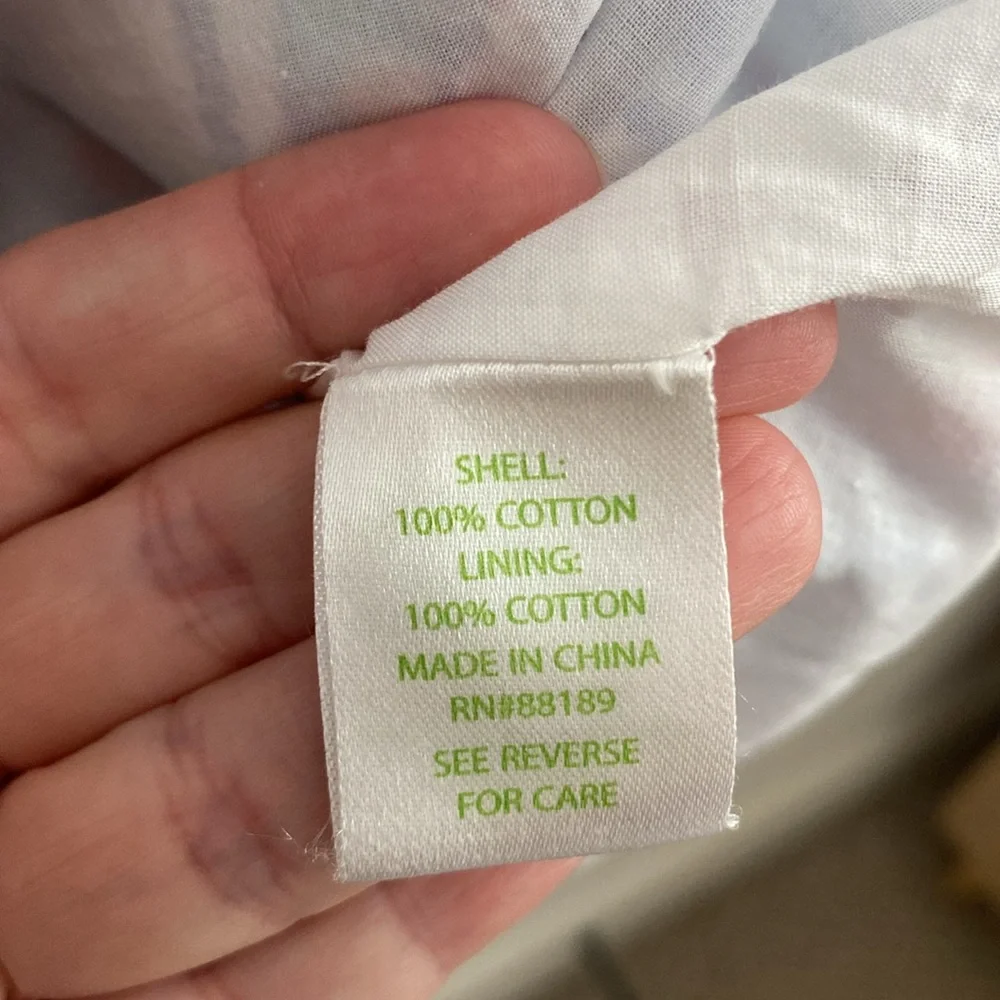 SHELL:
100% COTTON
LINING:
100% COTTON
MADE IN CHINA
RN#88189
SEE REVERSE
FOR CARE